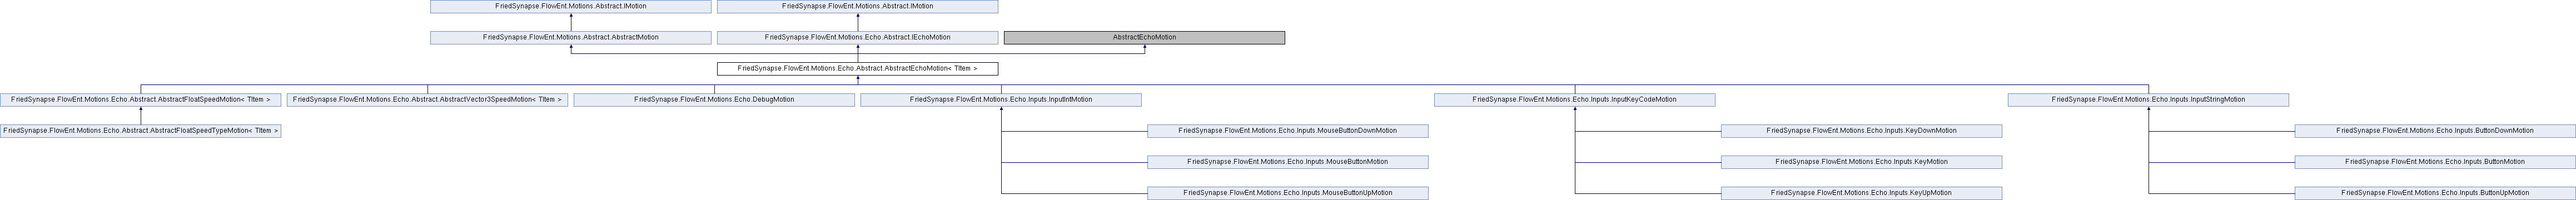 FriedSynapse.FlowEnt.Motions.Abstract.IMotion
FriedSynapse.FlowEnt.Motions.Abstract.IMotion
FriedSynapse.FlowEnt.Motions.Abstract.AbstractMotion
FriedSynapse.FlowEnt.Motions.Echo.Abstract.IEchoMotion
AbstractEchoMotion
FriedSynapse.FlowEnt.Motions.Echo.Abstract.AbstractEchoMotion< TItem >
FriedSynapse.FlowEnt.Motions.Echo.Abstract.AbstractFloatSpeedMotion< TItem >
FriedSynapse.FlowEnt.Motions.Echo.Abstract.AbstractVector3SpeedMotion< TItem >
FriedSynapse.FlowEnt.Motions.Echo.DebugMotion
FriedSynapse.FlowEnt.Motions.Echo.Inputs.InputIntMotion
FriedSynapse.FlowEnt.Motions.Echo.Inputs.InputKeyCodeMotion
FriedSynapse.FlowEnt.Motions.Echo.Inputs.InputStringMotion
FriedSynapse.FlowEnt.Motions.Echo.Abstract.AbstractFloatSpeedTypeMotion< TItem >
FriedSynapse.FlowEnt.Motions.Echo.Inputs.MouseButtonDownMotion
FriedSynapse.FlowEnt.Motions.Echo.Inputs.KeyDownMotion
FriedSynapse.FlowEnt.Motions.Echo.Inputs.ButtonDownMotion
FriedSynapse.FlowEnt.Motions.Echo.Inputs.MouseButtonMotion
FriedSynapse.FlowEnt.Motions.Echo.Inputs.KeyMotion
FriedSynapse.FlowEnt.Motions.Echo.Inputs.ButtonMotion
FriedSynapse.FlowEnt.Motions.Echo.Inputs.MouseButtonUpMotion
FriedSynapse.FlowEnt.Motions.Echo.Inputs.KeyUpMotion
FriedSynapse.FlowEnt.Motions.Echo.Inputs.ButtonUpMotion